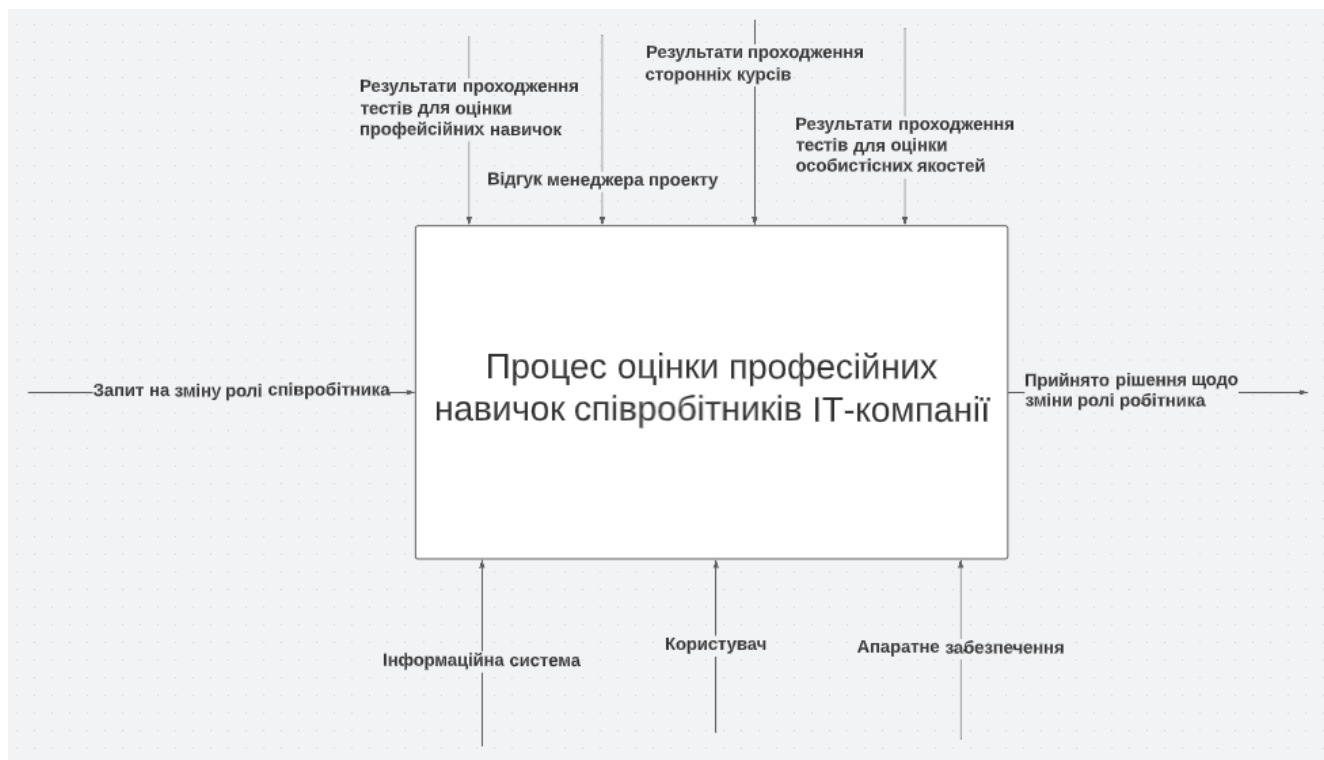 Результати проходження
сторонніх курсів
Результати проходження
тестів для оцінки
профейсійних навичок
Результати проходження
тестів для оцінки
особистісних якостей
Відгук менеджера проекту
Процес оцінки професійних
навичок співробітників ІТ-компанії
Запит на зміну ролі співробітника
Прийнято рішення щодо
зміни ролі робітника
Інформаційна система
Користувач
Апаратне забезпечення